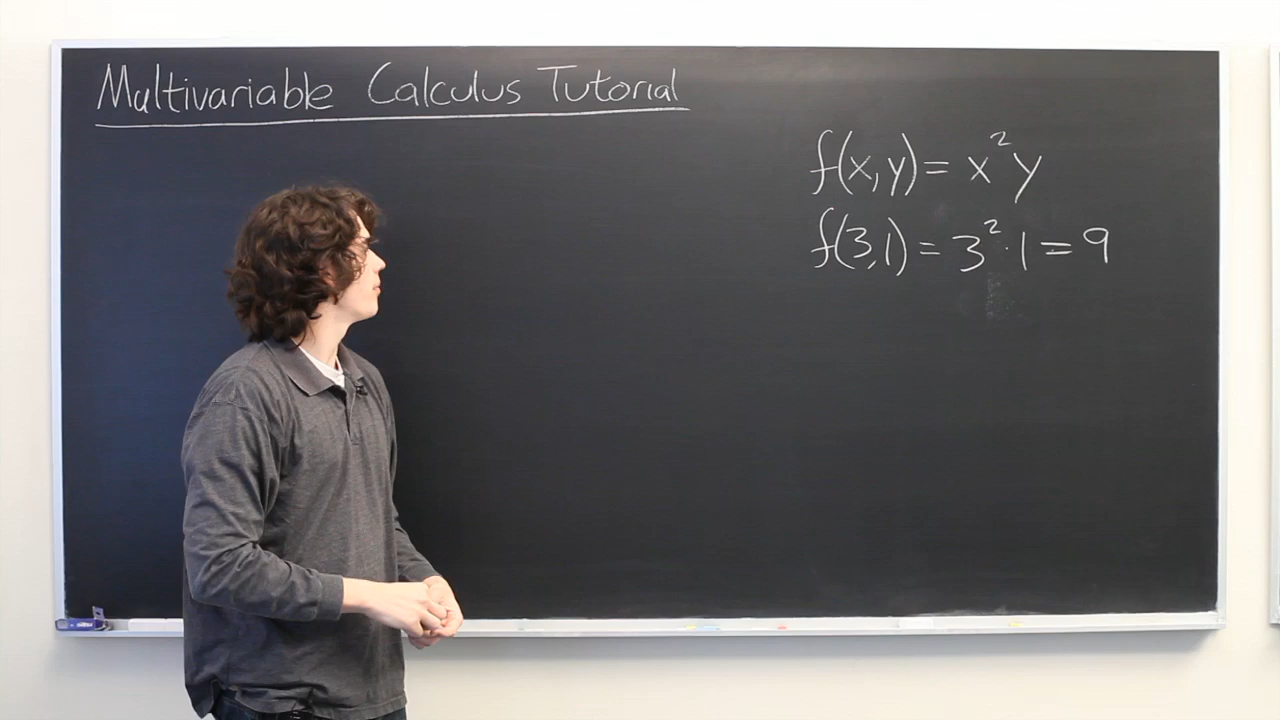 Multivariable Calculus Tutorial
f(x,y) = x²y
f(3,1) = 3²·1 = 9